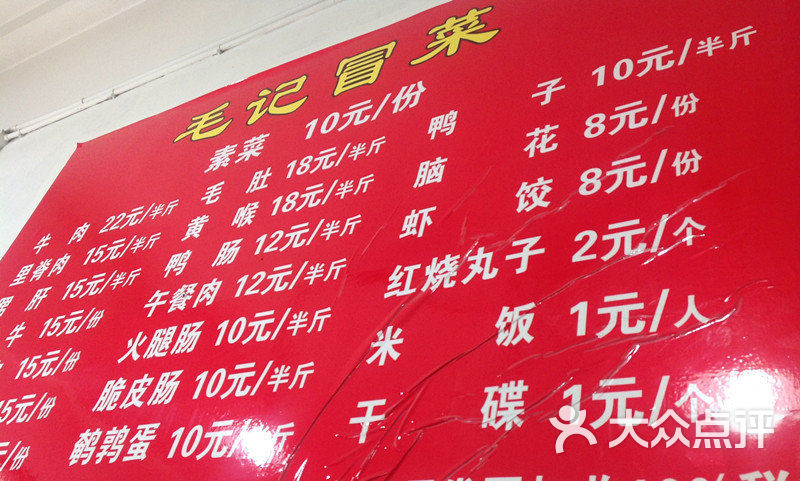 毛记冒菜
素菜 10元/份
牛肉 22元/半斤 毛肚 18元/半斤 鸭子 10元/半斤
里脊肉 15元/半斤 黄喉 18元/半斤 脑花 8元/份
肝 15元/半斤 鸭肠 12元/半斤 虾饺 8元/份
牛 15元/份 午餐肉 12元/半斤 红烧丸子 2元/个
15元/份 火腿肠 10元/半斤 米饭 1元/人
5元/份 脆皮肠 10元/半斤 干碟 1元/个
元/份 鹌鹑蛋 10元/半斤
大众点评